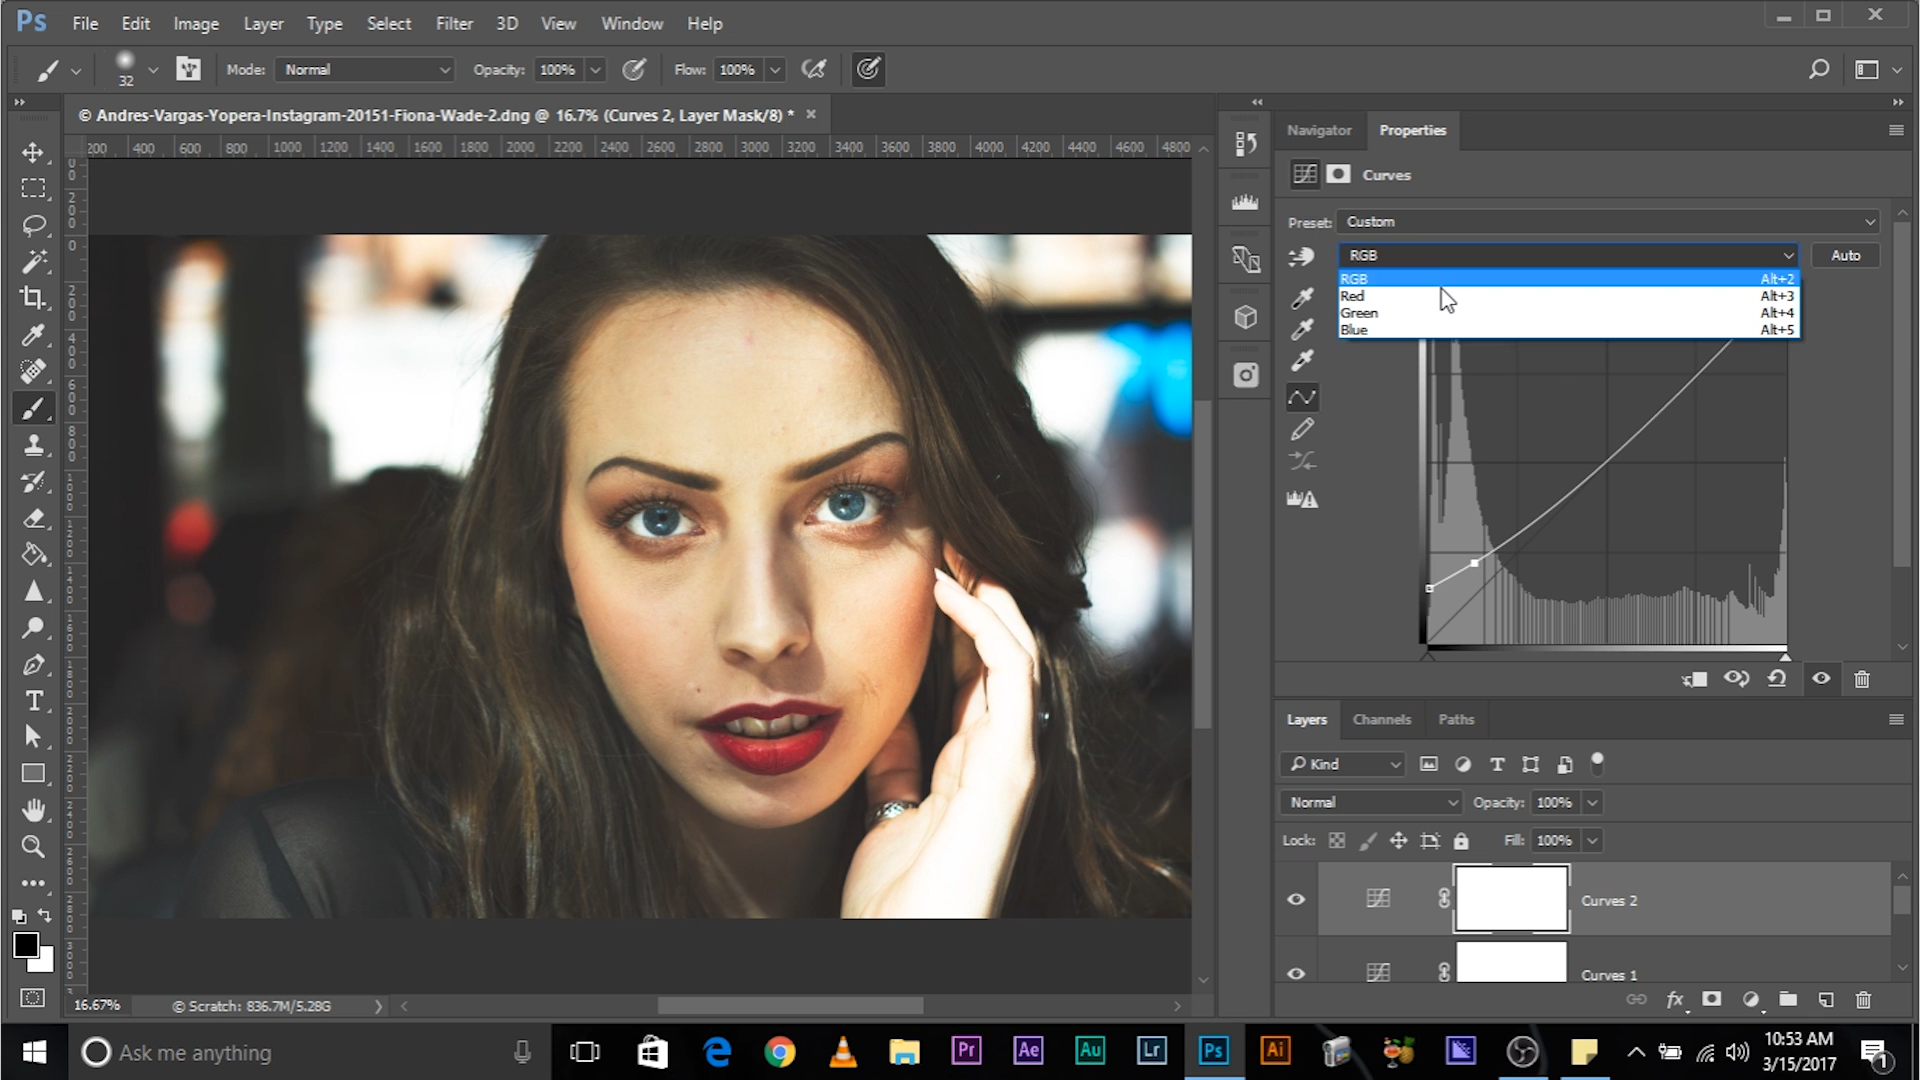 Ps File Edit Image Layer Type Select Filter 3D View Window Help
32 Mode: Normal Opacity: 100% Flow: 100%
© Andres-Vargas-Yopera-Instagram-20151-Fiona-Wade-2.dng @ 16.7% (Curves 2, Layer Mask/8) * ×
200 400 600 800 1000 1200 1400 1600 1800 2000 2200 2400 2600 2800 3000 3200 3400 3600 3800 4000 4200 4400 4600 4800
Navigator Properties
Curves
Preset: Custom
RGB Auto
RGB Alt+2
Red Alt+3
Green Alt+4
Blue Alt+5
Layers Channels Paths
Kind
Normal Opacity: 100%
Lock: Fill: 100%
Curves 2
Curves 1
fx
16.67% © Scratch: 836.7M/5.28G
Ask me anything
Pr Ae Au Lr Ps Ai
10:53 AM
3/15/2017
1